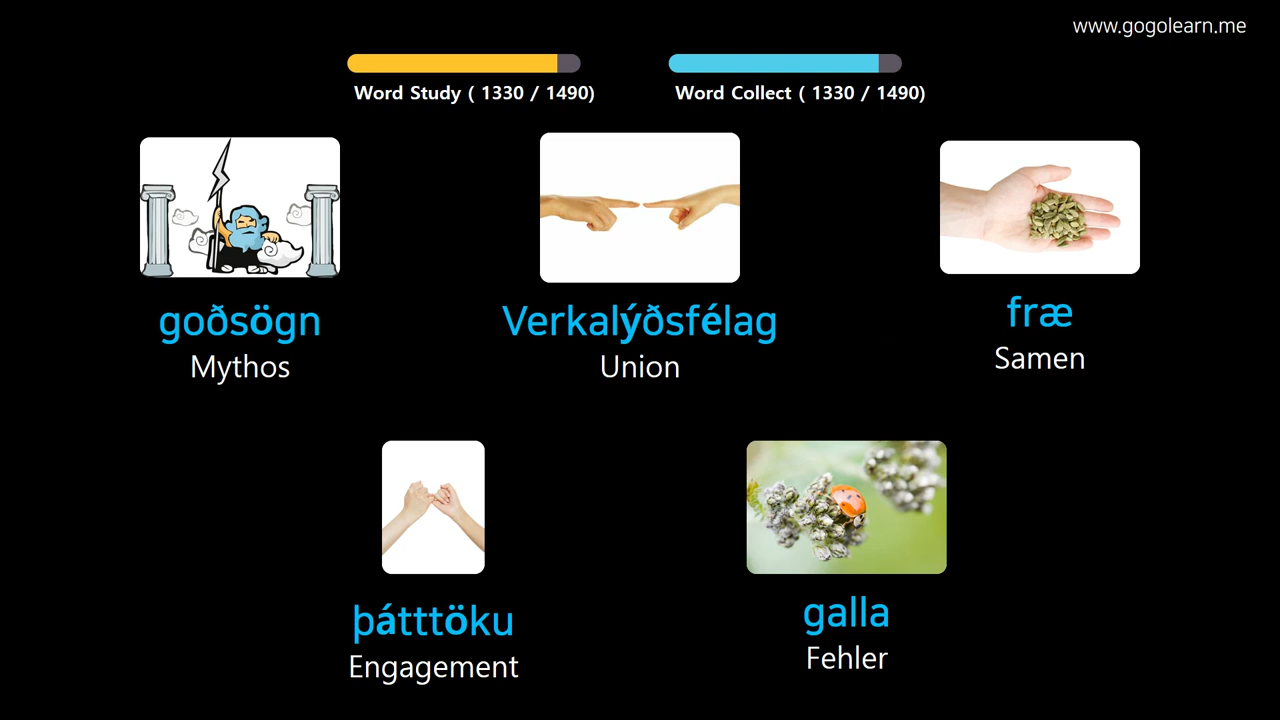 www.gogolearn.me
Word Study ( 1330 / 1490)
Word Collect ( 1330 / 1490)
goðsögn
Mythos
Verkalýðsfélag
Union
fræ
Samen
þátttöku
Engagement
galla
Fehler